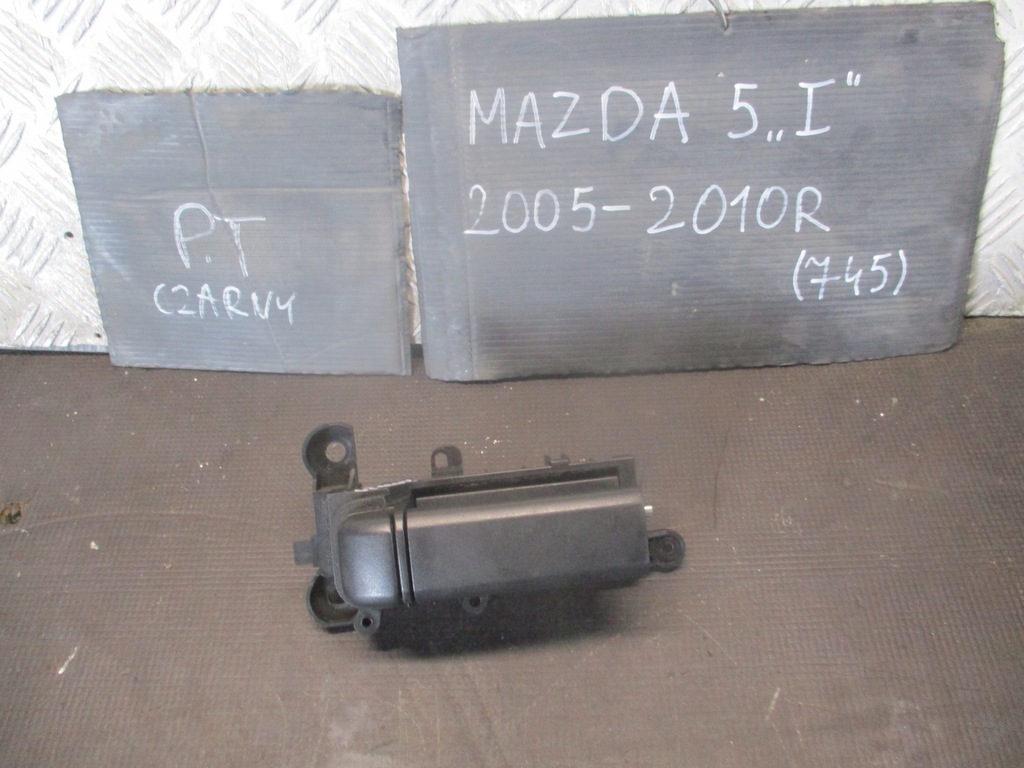 P.T
CZARNY
MAZDA 5 „I"
2005-2010R
(745)